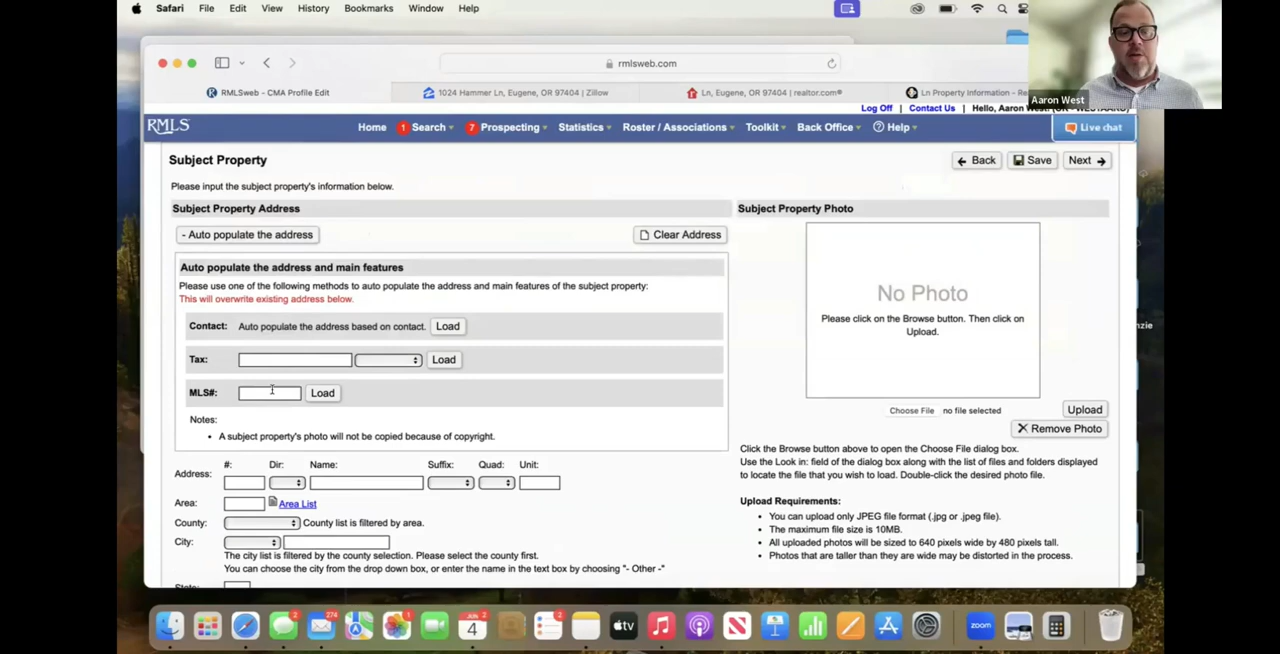 Safari File Edit View History Bookmarks Window Help
rmlsweb.com
RMLSweb - CMA Profile Edit
1024 Hammer Ln, Eugene, OR 97404 | Zillow
Ln, Eugene, OR 97404 | realtor.com®
Ln Property Information - Re
Aaron West
Log Off | Contact Us | Hello, Aaron West!
RMLS
Home 1 Search 7 Prospecting Statistics Roster / Associations Toolkit Back Office Help Live chat
Subject Property
Back Save Next
Please input the subject property's information below.
Subject Property Address
- Auto populate the address
Clear Address
Auto populate the address and main features
Please use one of the following methods to auto populate the address and main features of the subject property:
This will overwrite existing address below.
Contact: Auto populate the address based on contact. Load
Tax: Load
MLS#: Load
Notes:
• A subject property's photo will not be copied because of copyright.
#: Dir: Name: Suffix: Quad: Unit:
Address:
Area: Area List
County: County list is filtered by area.
City:
The city list is filtered by the county selection. Please select the county first.
You can choose the city from the drop down box, or enter the name in the text box by choosing "- Other -"
Subject Property Photo
No Photo
Please click on the Browse button. Then click on
Upload.
Choose File no file selected
Upload
Remove Photo
Click the Browse button above to open the Choose File dialog box.
Use the Look in: field of the dialog box along with the list of files and folders displayed
to locate the file that you wish to load. Double-click the desired photo file.
Upload Requirements:
• You can upload only JPEG file format (.jpg or .jpeg file).
• The maximum file size is 10MB.
• All uploaded photos will be sized to 640 pixels wide by 480 pixels tall.
• Photos that are taller than they are wide may be distorted in the process.
nzie
2
274
1
JUN 2
4
2
tv
zoom